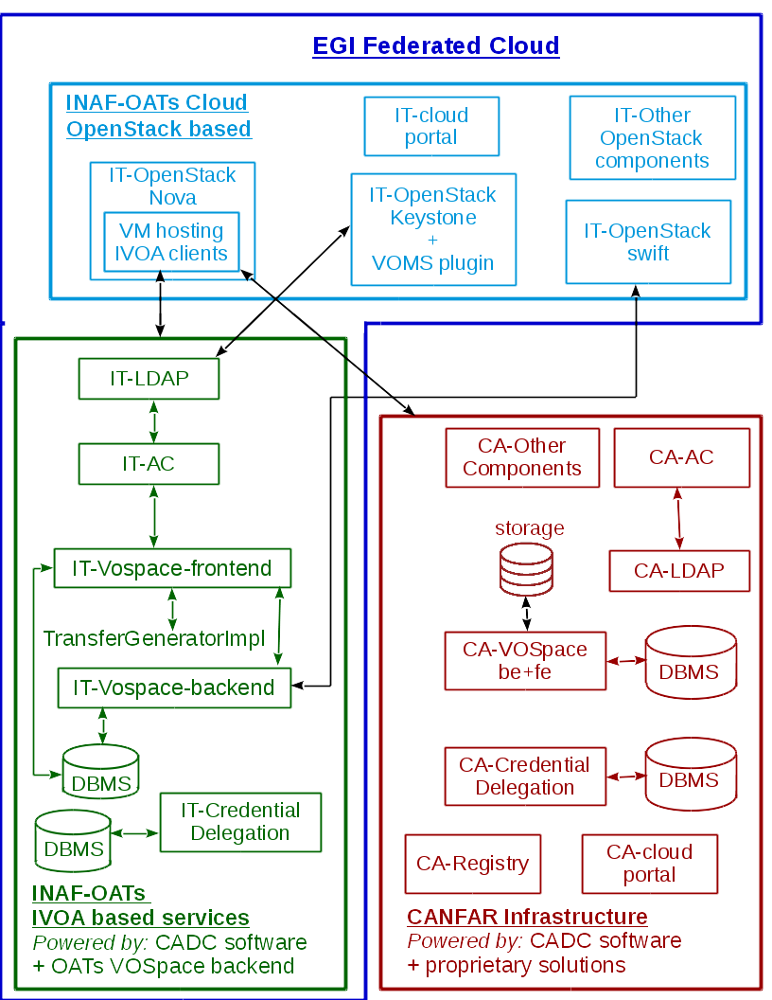 EGI Federated Cloud
INAF-OATs Cloud
OpenStack based
IT-cloud
portal
IT-Other
OpenStack
components
IT-OpenStack
Nova
VM hosting
IVOA clients
IT-OpenStack
Keystone
+
VOMS plugin
IT-OpenStack
swift
IT-LDAP
IT-AC
IT-Vospace-frontend
TransferGeneratorImpl
IT-Vospace-backend
DBMS
IT-Credential
Delegation
DBMS
INAF-OATs
IVOA based services
Powered by: CADC software
+ OATs VOSpace backend
CA-Other
Components
CA-AC
storage
CA-LDAP
CA-VOSpace
be+fe
DBMS
CA-Credential
Delegation
DBMS
CA-Registry
CA-cloud
portal
CANFAR Infrastructure
Powered by: CADC software
+ proprietary solutions